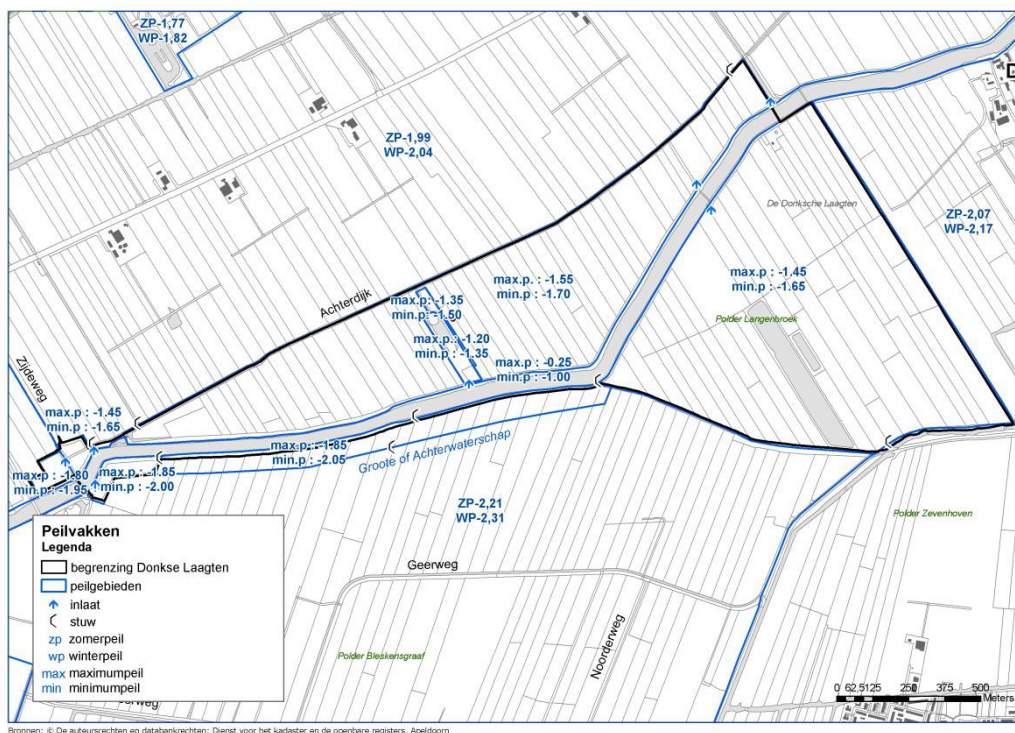 ZP-1,77
WP-1,82
ZP-1,99
WP-2,04
De Donksche Laagten
ZP-2,07
WP-2,17
max.p. : -1.55
min.p : -1.70
max.p : -1.45
min.p : -1.65
Achterdijk
max.p: -1.35
min.p: -1.50
Polder Langenbroek
max.p : -1.20
min.p : -1.35
max.p : -0.25
min.p : -1.00
Zijdeweg
max.p : -1.45
min.p : -1.65
max.p : -1.85
min.p : -2.05
Groote of Achterwaterschap
max.p : -1.80
min.p : -1.95
max.p : -1.85
min.p : -2.00
ZP-2,21
WP-2,31
Polder Zevenhoven
Peilvakken
Legenda
begrenzing Donkse Laagten
peilgebieden
inlaat
stuw
zp zomerpeil
wp winterpeil
max maximumpeil
min minimumpeil
Geerweg
Noorderweg
Polder Bleskensgraaf
0 62,5125 250 375 500
Meters
Bronnen: © De auteursrechten en databankrechten: Dienst voor het kadaster en de openbare registers, Apeldoorn